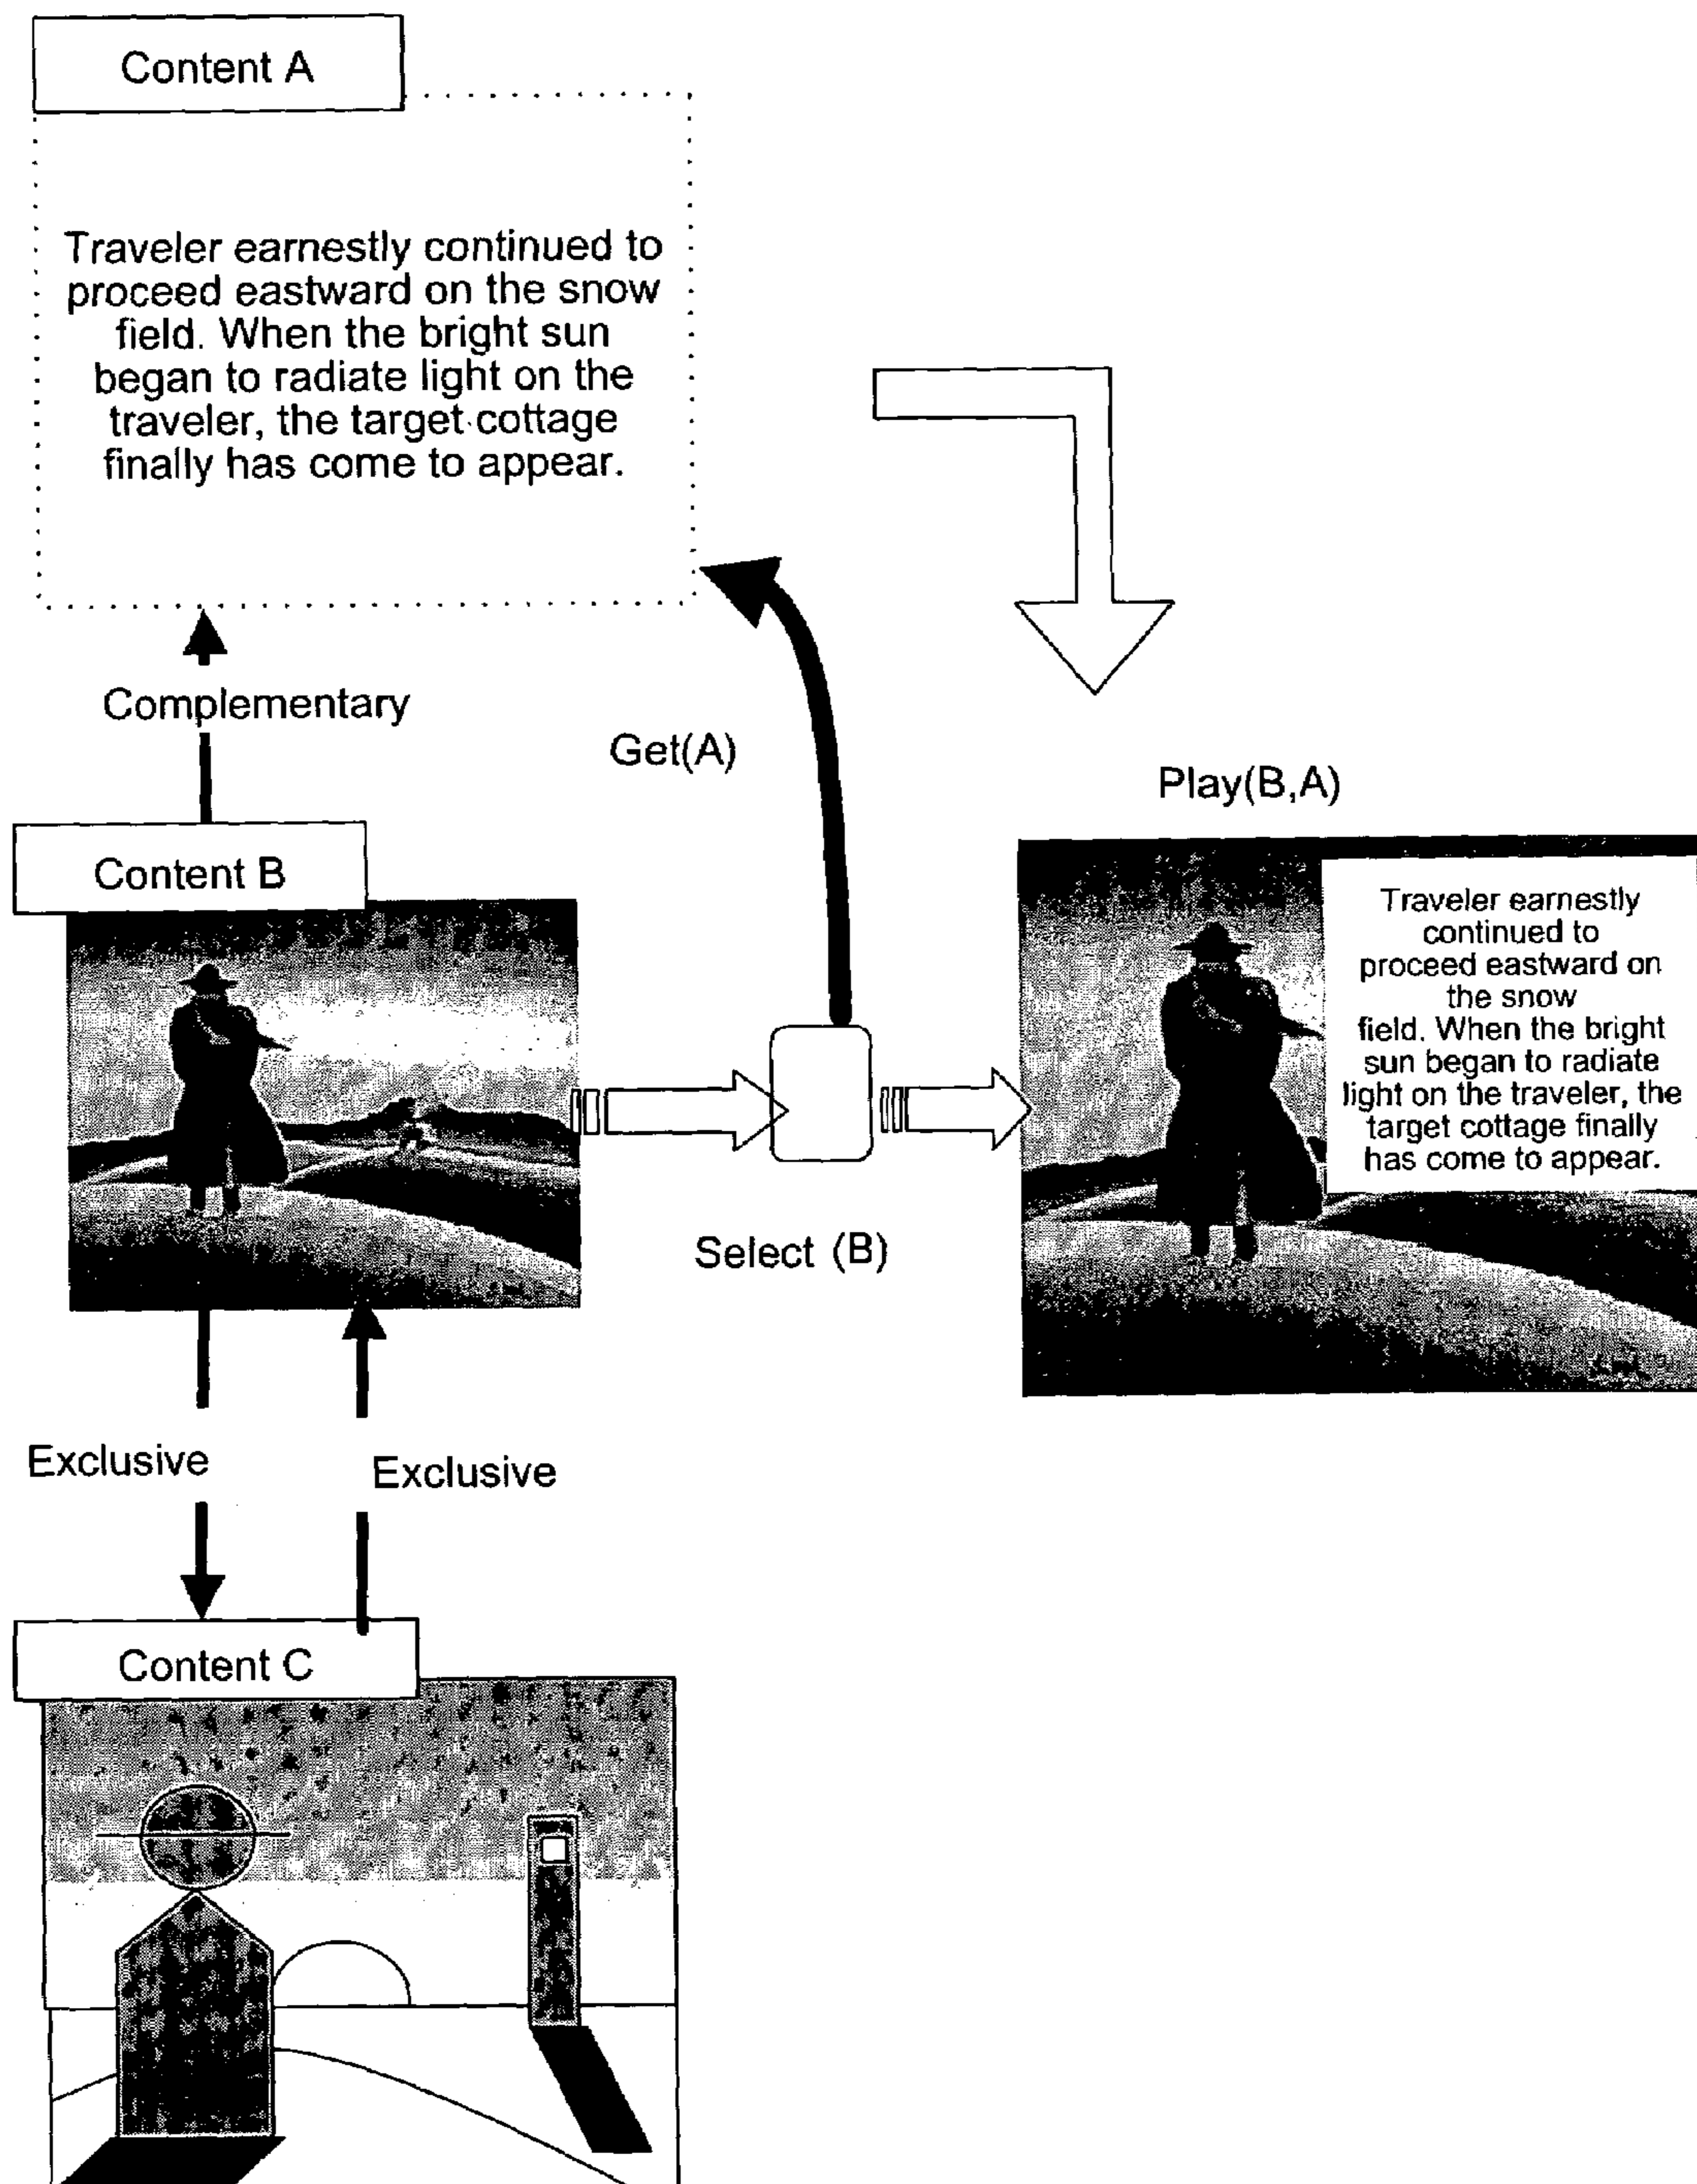 Content A
Traveler earnestly continued to
proceed eastward on the snow
field. When the bright sun
began to radiate light on the
traveler, the target cottage
finally has come to appear.
Complementary
Get(A)
Play(B,A)
Content B
Traveler earnestly
continued to
proceed eastward on
the snow
field. When the bright
sun began to radiate
light on the traveler, the
target cottage finally
has come to appear.
Select (B)
Exclusive
Exclusive
Content C